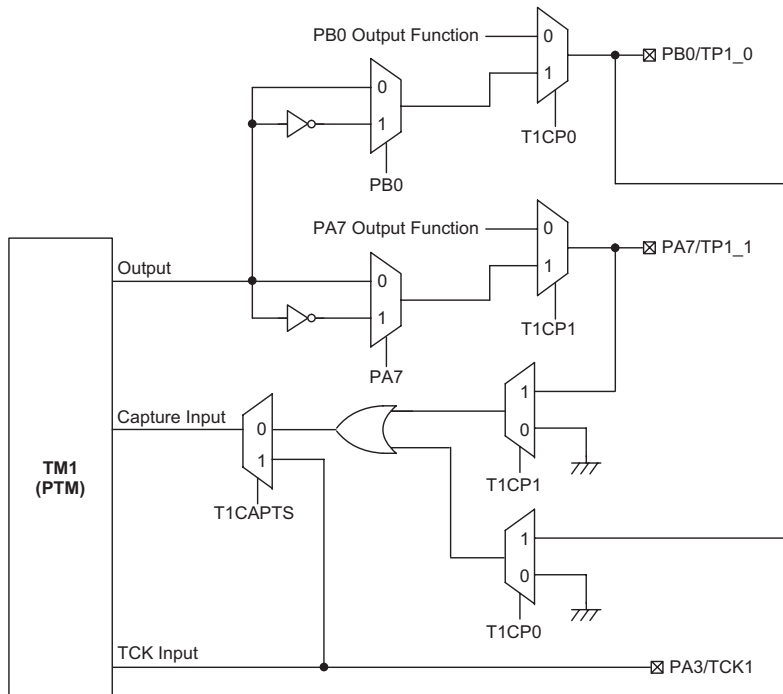 PB0 Output Function
0
1
PB0/TP1_0
T1CP0
0
1
PB0
PA7 Output Function
0
1
PA7/TP1_1
T1CP1
Output
0
1
PA7
Capture Input
0
1
T1CAPTS
1
0
T1CP1
TM1
(PTM)
1
0
T1CP0
TCK Input
PA3/TCK1